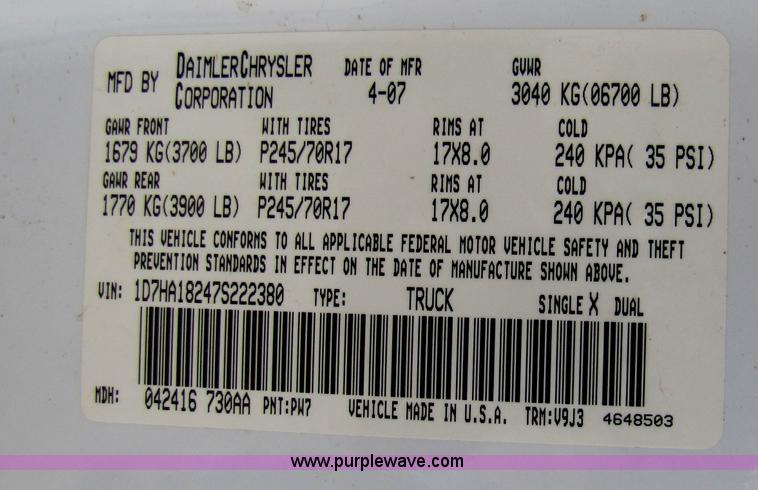 MFD BY DAIMLERCHRYSLER CORPORATION DATE OF MFR 4-07 GVWR 3040 KG(06700 LB)
GAWR FRONT WITH TIRES RIMS AT COLD
1679 KG(3700 LB) P245/70R17 17X8.0 240 KPA( 35 PSI)
GAWR REAR WITH TIRES RIMS AT COLD
1770 KG(3900 LB) P245/70R17 17X8.0 240 KPA( 35 PSI)
THIS VEHICLE CONFORMS TO ALL APPLICABLE FEDERAL MOTOR VEHICLE SAFETY AND THEFT
PREVENTION STANDARDS IN EFFECT ON THE DATE OF MANUFACTURE SHOWN ABOVE.
VIN: 1D7HA18247S222380 TYPE: TRUCK SINGLE X DUAL
MDH: 042416 730AA PNT:PW7 VEHICLE MADE IN U.S.A. TRM:V9J3 4648503
www.purplewave.com